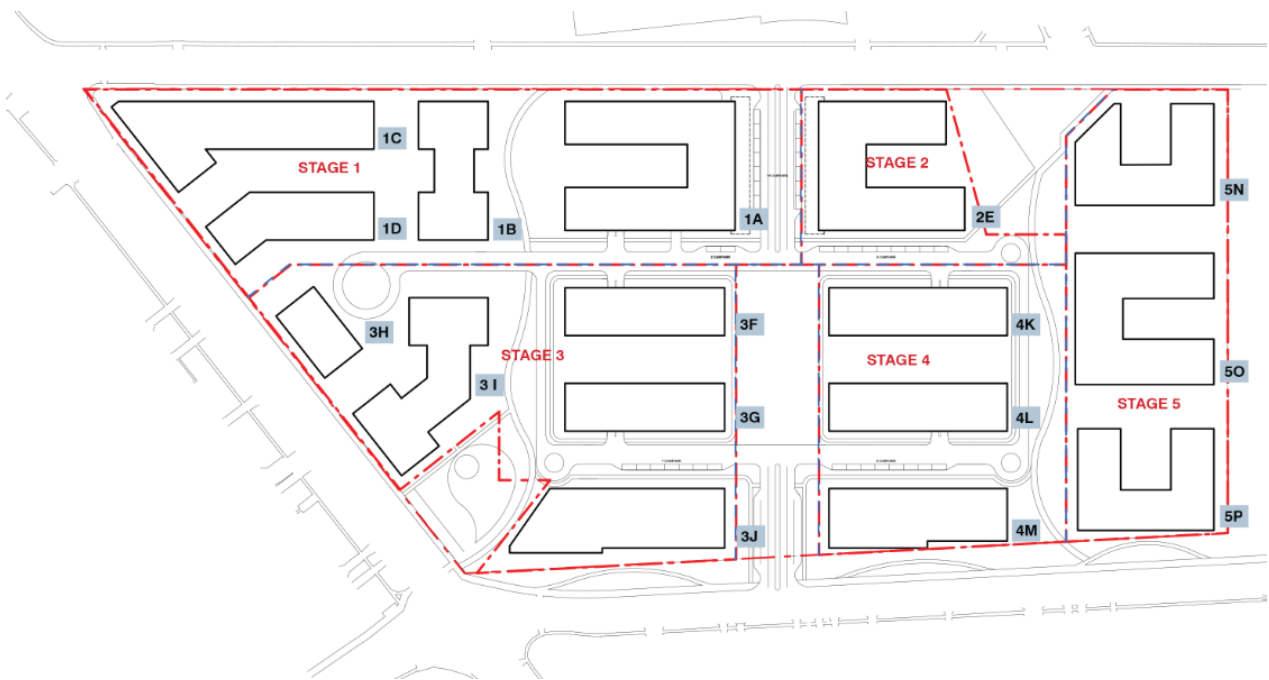 1C
STAGE 1
STAGE 2
5N
1D
1B
1A
2E
3H
3F
4K
STAGE 3
STAGE 4
3 I
5O
3G
4L
STAGE 5
3J
4M
5P